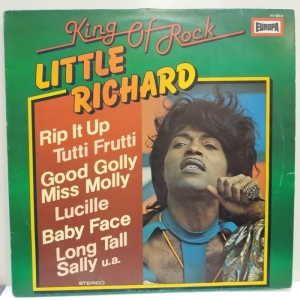 King Of Rock
EUROPA
LITTLE
RICHARD
Rip It Up
Tutti Frutti
Good Golly
Miss Molly
Lucille
Baby Face
Long Tall
Sally u.a.
STEREO